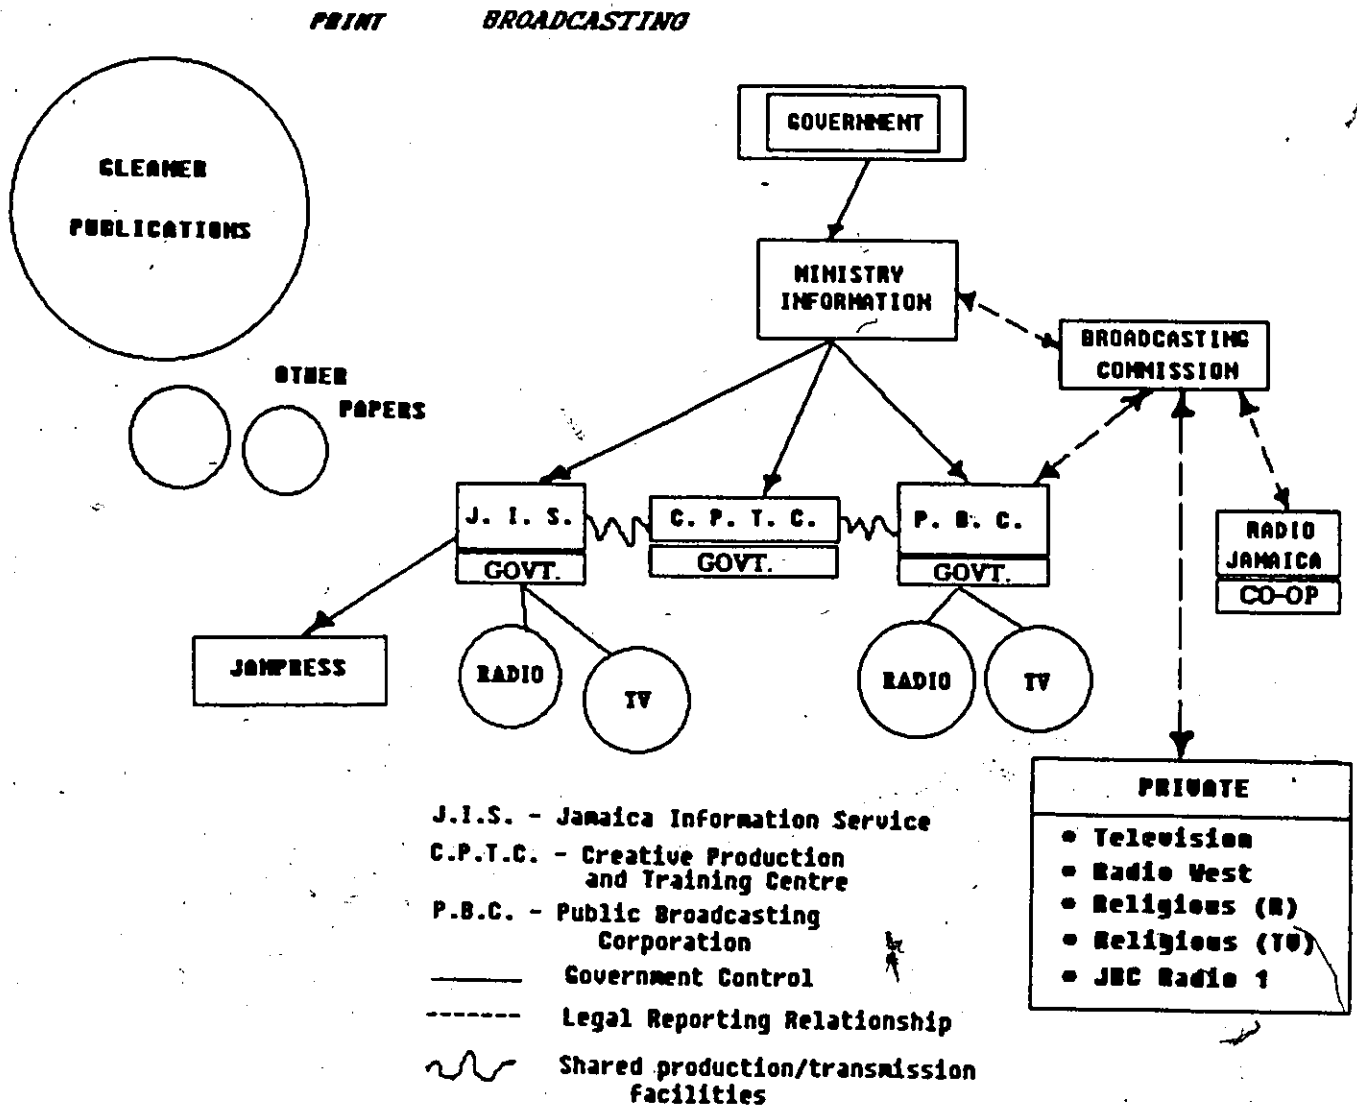 PRINT BROADCASTING
GLEANER
PUBLICATIONS
OTHER
PAPERS
GOVERNMENT
MINISTRY
INFORMATION
BROADCASTING
COMMISSION
J. I. S.
GOVT.
C. P. T. C.
GOVT.
P. B. C.
GOVT.
RADIO
JAMAICA
CO-OP
JAMPRESS
RADIO
TV
RADIO
TV
PRIVATE
• Television
• Radio West
• Religious (R)
• Religious (TV)
• JBC Radio 1
J.I.S. - Jamaica Information Service
C.P.T.C. - Creative Production
and Training Centre
P.B.C. - Public Broadcasting
Corporation
Government Control
Legal Reporting Relationship
Shared production/transmission
facilities